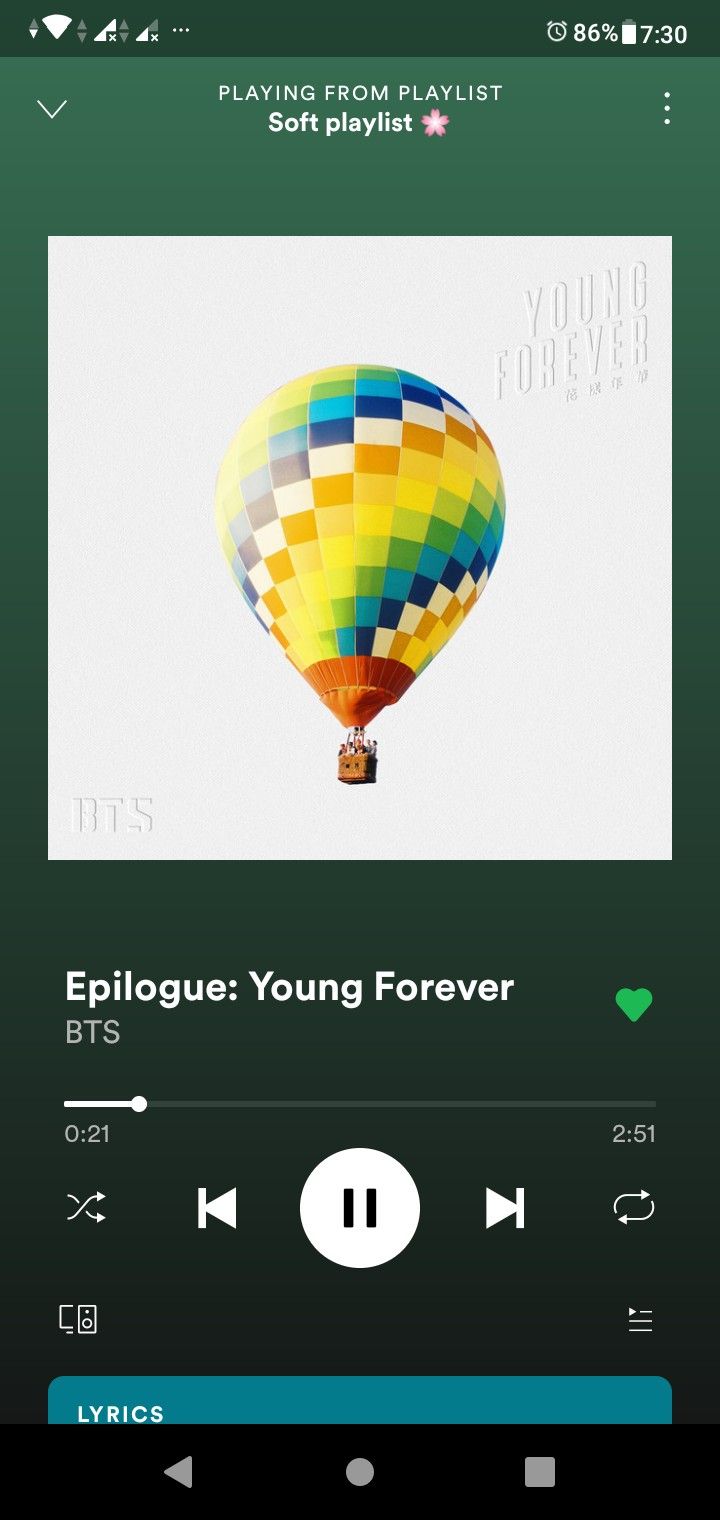 86% 7:30
PLAYING FROM PLAYLIST
Soft playlist 🌸
YOUNG
FOREVER
花樣年華
BTS
Epilogue: Young Forever
BTS
0:21
2:51
LYRICS